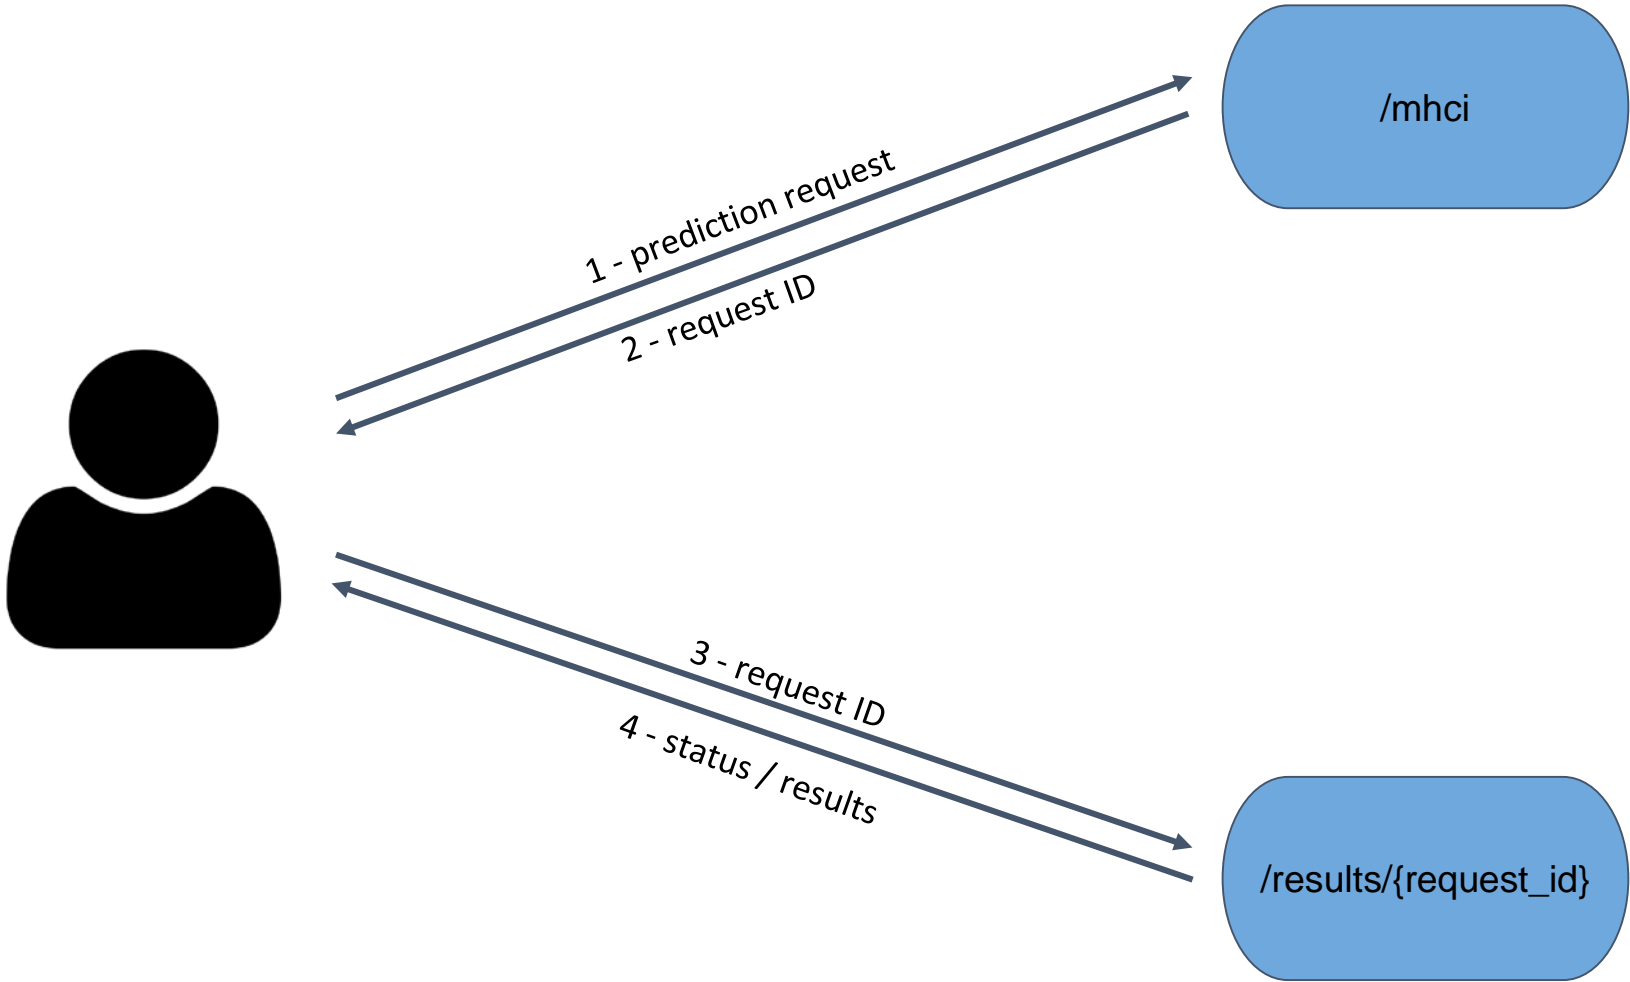 /mhci
1 - prediction request
2 - request ID
3 - request ID
4 - status / results
/results/{request_id}